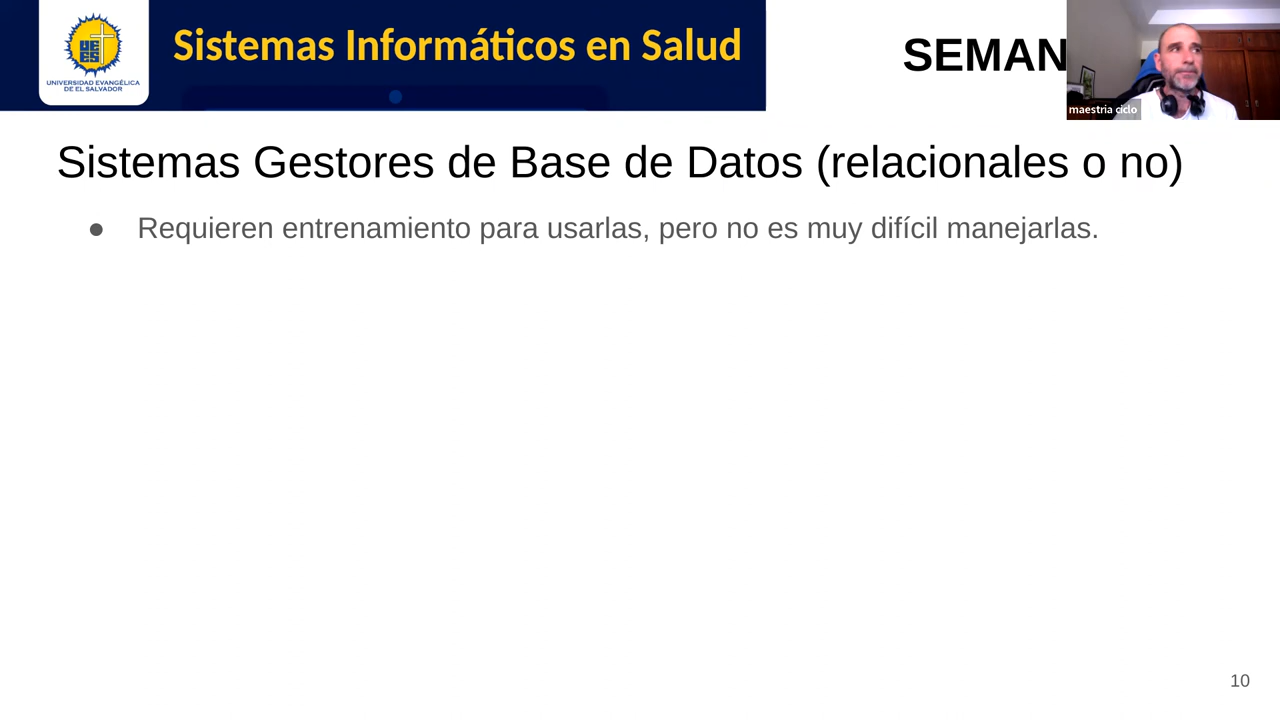 UNIVERSIDAD EVANGÉLICA
DE EL SALVADOR
Sistemas Informáticos en Salud
SEMAN
maestria ciclo
Sistemas Gestores de Base de Datos (relacionales o no)
● Requieren entrenamiento para usarlas, pero no es muy difícil manejarlas.
10